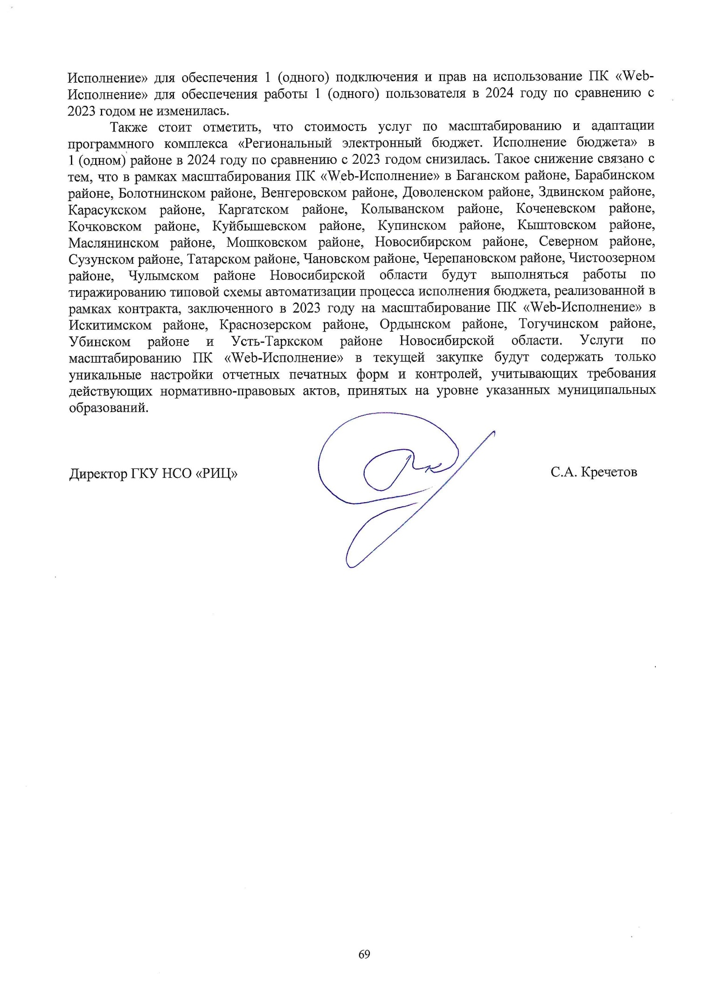 Исполнение» для обеспечения 1 (одного) подключения и прав на использование ПК «Web-
Исполнение» для обеспечения работы 1 (одного) пользователя в 2024 году по сравнению с
2023 годом не изменилась.
Также стоит отметить, что стоимость услуг по масштабированию и адаптации
программного комплекса «Региональный электронный бюджет. Исполнение бюджета» в
1 (одном) районе в 2024 году по сравнению с 2023 годом снизилась. Такое снижение связано с
тем, что в рамках масштабирования ПК «Web-Исполнение» в Баганском районе, Барабинском
районе, Болотнинском районе, Венгеровском районе, Доволенском районе, Здвинском районе,
Карасукском районе, Каргатском районе, Колыванском районе, Коченевском районе,
Кочковском районе, Куйбышевском районе, Купинском районе, Кыштовском районе,
Маслянинском районе, Мошковском районе, Новосибирском районе, Северном районе,
Сузунском районе, Татарском районе, Чановском районе, Черепановском районе, Чистоозерном
районе, Чулымском районе Новосибирской области будут выполняться работы по
тиражированию типовой схемы автоматизации процесса исполнения бюджета, реализованной в
рамках контракта, заключенного в 2023 году на масштабирование ПК «Web-Исполнение» в
Искитимском районе, Краснозерском районе, Ордынском районе, Тогучинском районе,
Убинском районе и Усть-Таркском районе Новосибирской области. Услуги по
масштабированию ПК «Web-Исполнение» в текущей закупке будут содержать только
уникальные настройки отчетных печатных форм и контролей, учитывающих требования
действующих нормативно-правовых актов, принятых на уровне указанных муниципальных
образований.
Директор ГКУ НСО «РИЦ» С.А. Кречетов
69